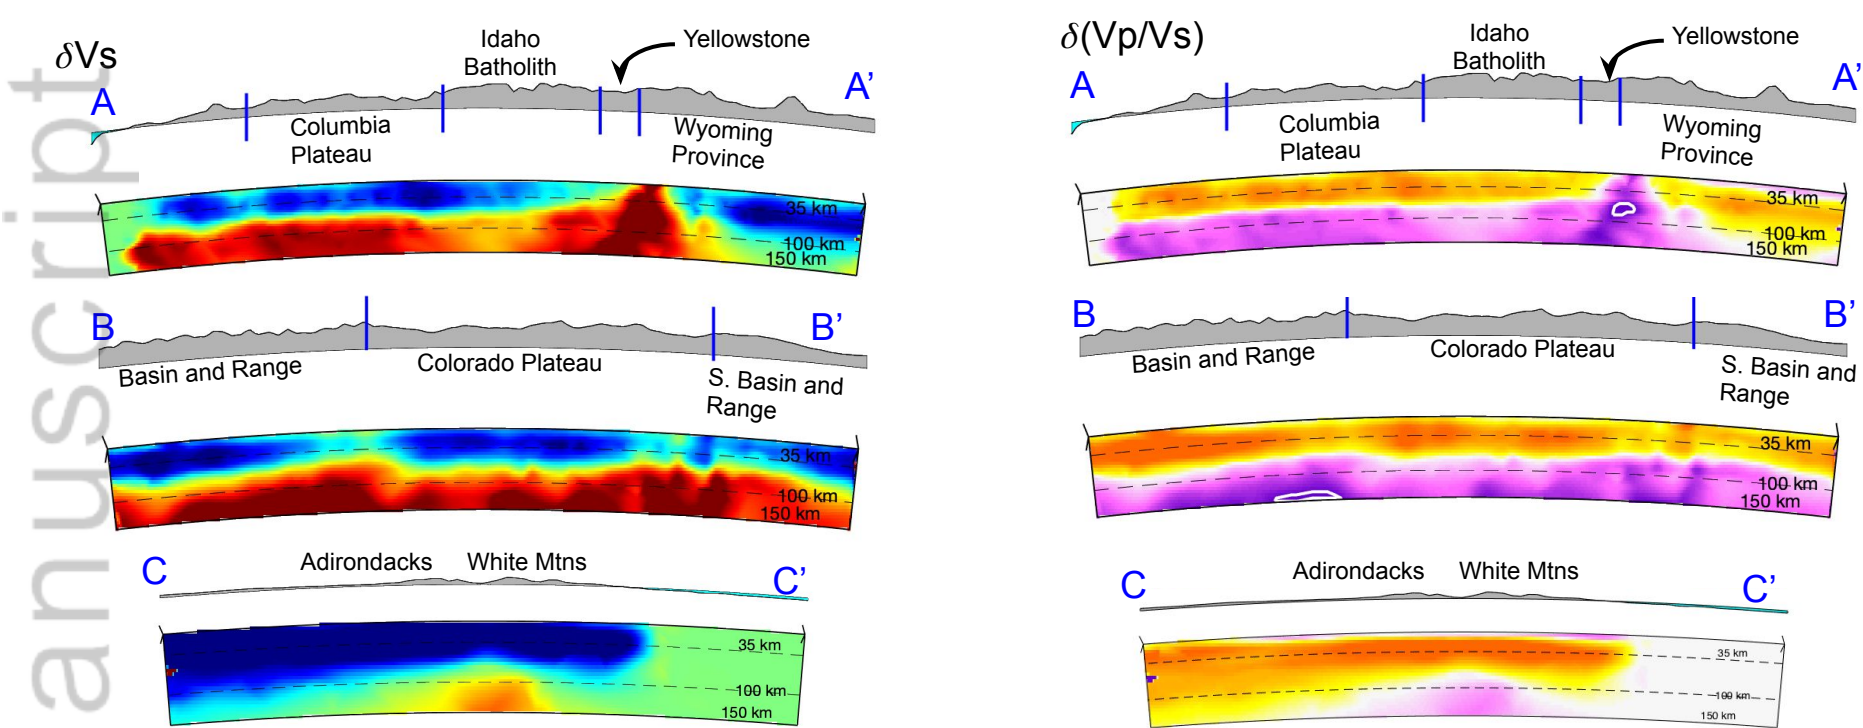 anuscript
δVs
Idaho
Batholith
Yellowstone
A
A'
Columbia
Plateau
Wyoming
Province
35 km
100 km
150 km
B
B'
Basin and Range
Colorado Plateau
S. Basin and
Range
35 km
100 km
150 km
C
Adirondacks
White Mtns
C'
35 km
100 km
150 km
δ(Vp/Vs)
Idaho
Batholith
Yellowstone
A
A'
Columbia
Plateau
Wyoming
Province
35 km
100 km
150 km
B
B'
Basin and Range
Colorado Plateau
S. Basin and
Range
35 km
100 km
150 km
C
Adirondacks
White Mtns
C'
35 km
100 km
150 km